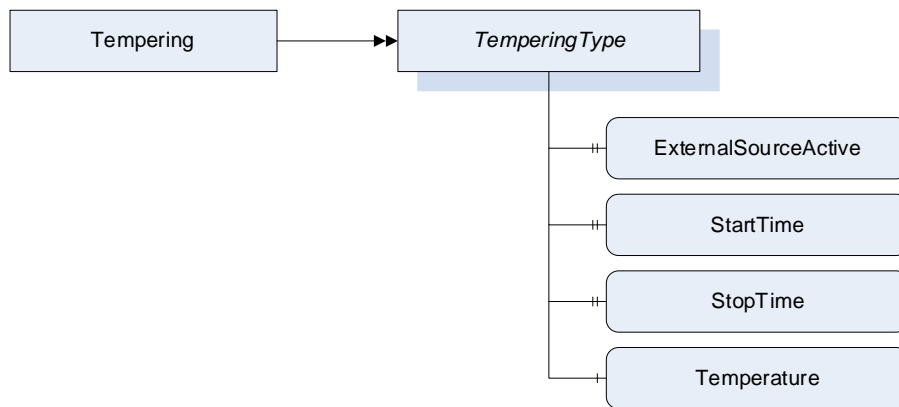 Tempering
TemperingType
ExternalSourceActive
StartTime
StopTime
Temperature